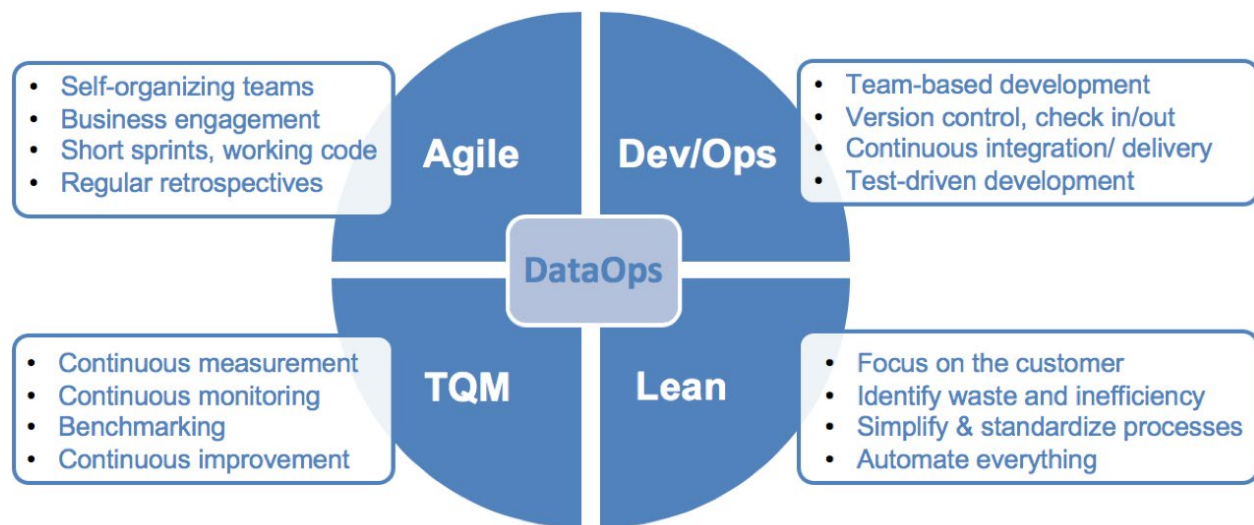 • Self-organizing teams
• Business engagement
• Short sprints, working code
• Regular retrospectives
Agile
Dev/Ops
• Team-based development
• Version control, check in/out
• Continuous integration/ delivery
• Test-driven development
DataOps
• Continuous measurement
• Continuous monitoring
• Benchmarking
• Continuous improvement
TQM
Lean
• Focus on the customer
• Identify waste and inefficiency
• Simplify & standardize processes
• Automate everything